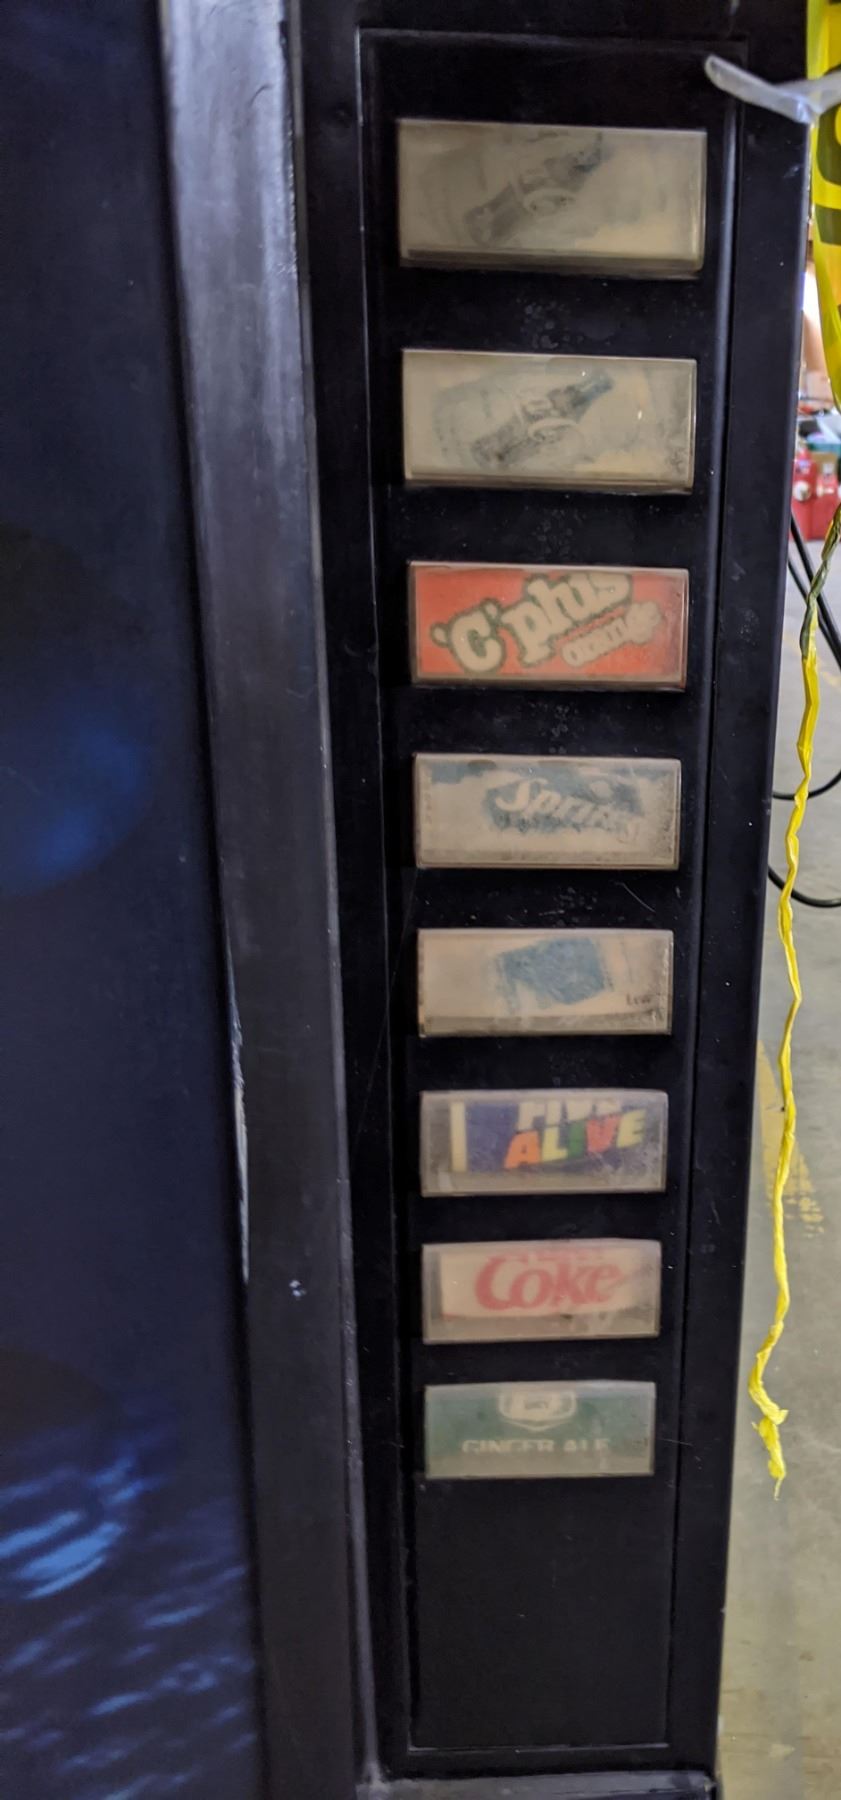 'C' plus
orange
Sprite
FIVE
ALIVE
Coke
GINGER ALE